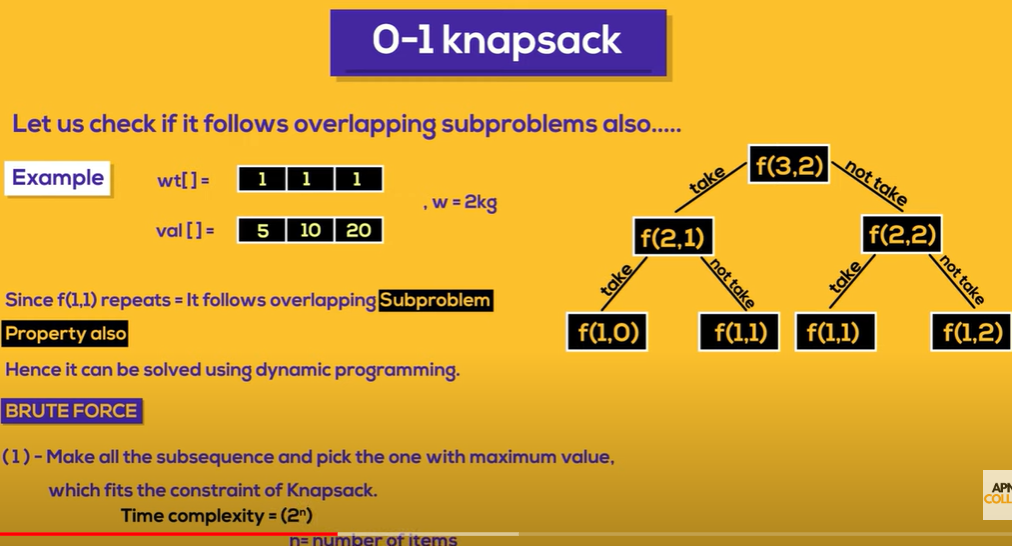 0-1 knapsack
Let us check if it follows overlapping subproblems also.....
Example
wt[ ] = 1 1 1
, w = 2kg
val [ ] = 5 10 20
Since f(1,1) repeats = It follows overlapping Subproblem
Property also
Hence it can be solved using dynamic programming.
BRUTE FORCE
(1) - Make all the subsequence and pick the one with maximum value,
which fits the constraint of Knapsack.
Time complexity = (2ⁿ)
n= number of items
f(3,2)
take
not take
f(2,1)
f(2,2)
take
not take
take
not take
f(1,0)
f(1,1)
f(1,1)
f(1,2)